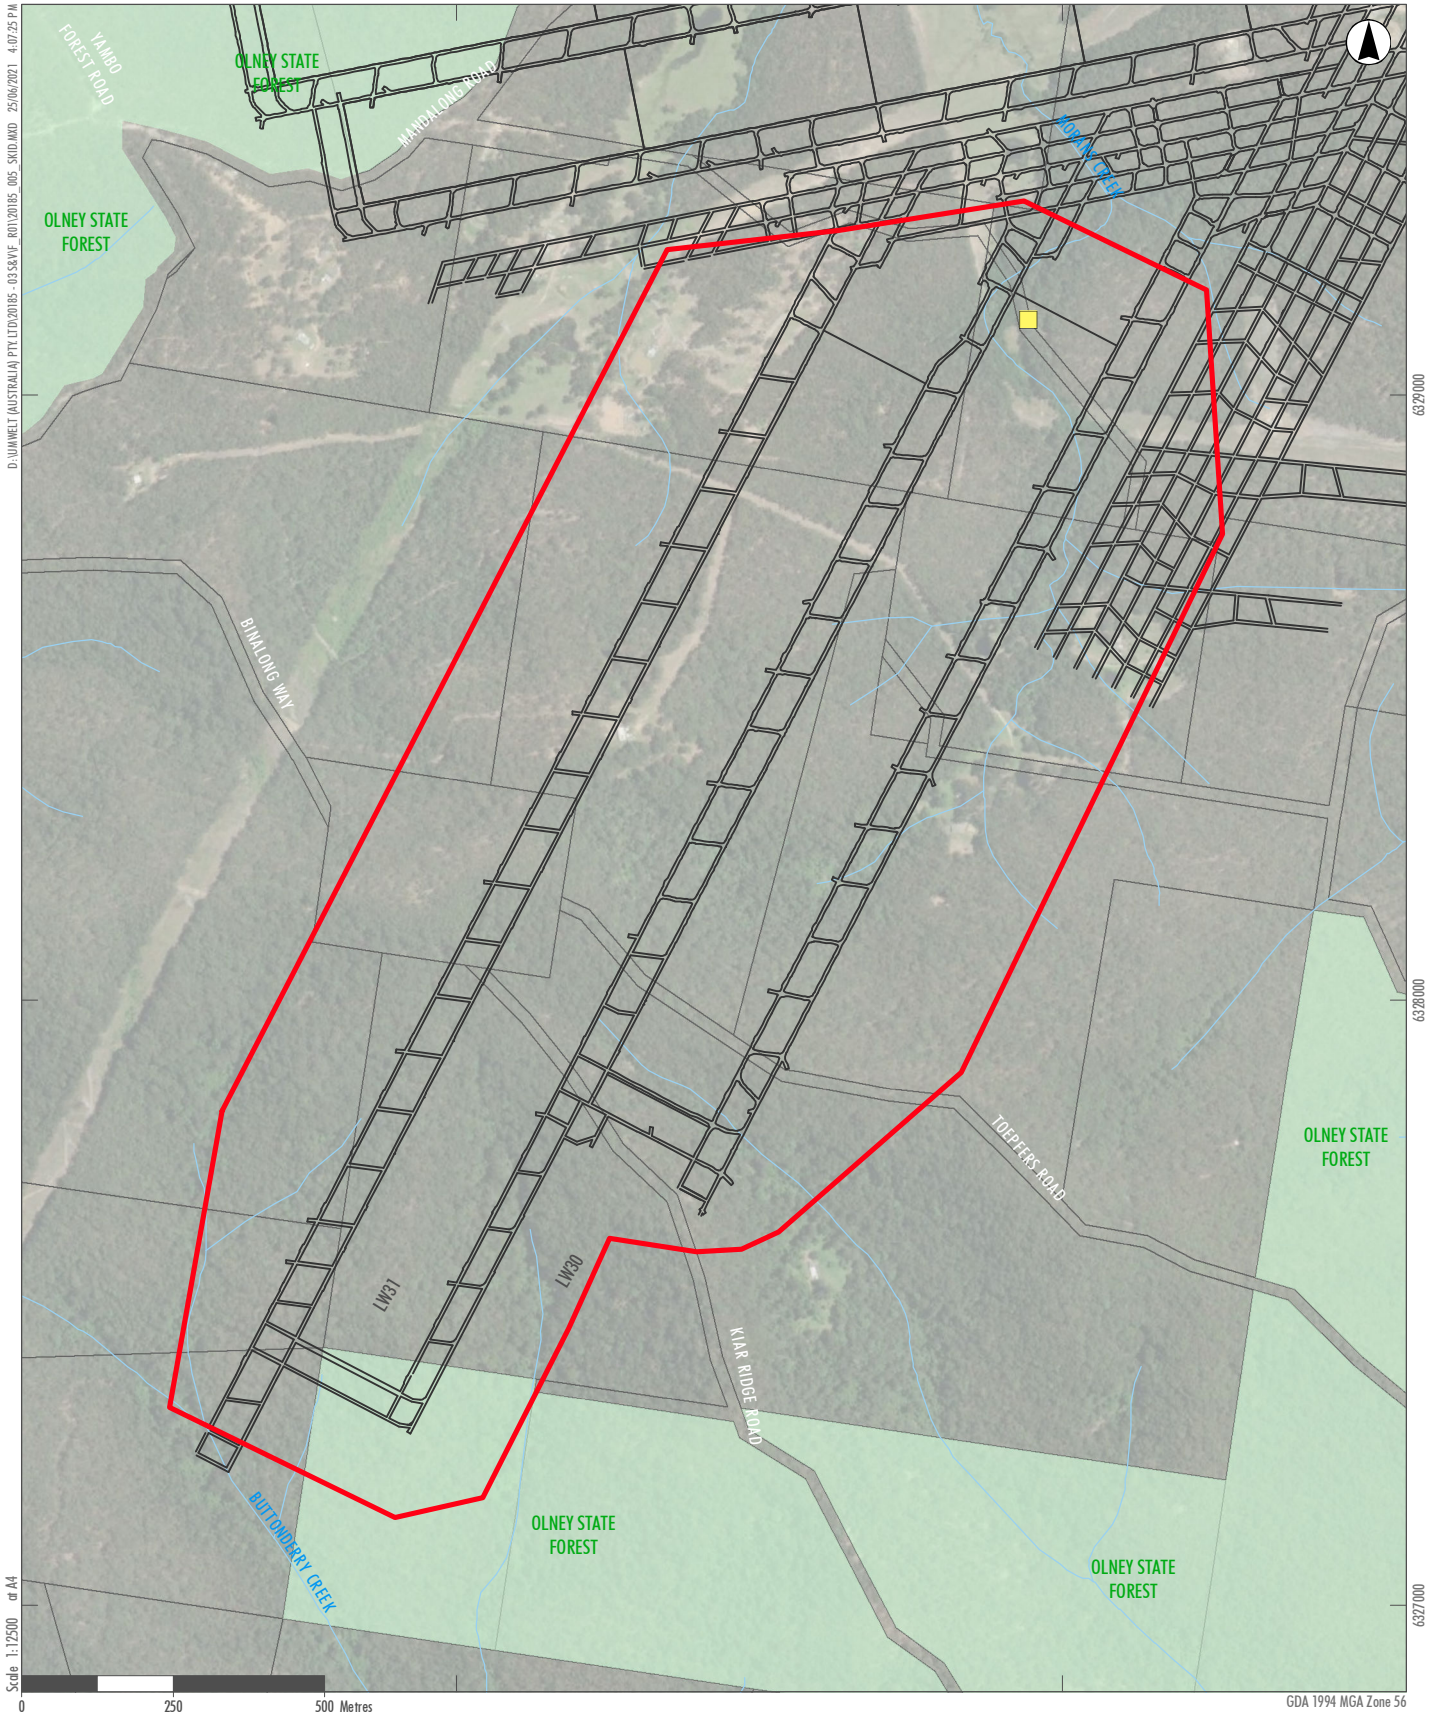 D:\UMWELT (AUSTRALIA) PTY. LTD\20185 - 03 S&V\F_R01\20185_005_SKID.MXD 25/06/2021 4:07:25 PM
YAMBO
FOREST ROAD
OLNEY STATE
FOREST
MANDALONG ROAD
MORANS CREEK
OLNEY STATE
FOREST
6329000
BINALONG WAY
6328000
TOEPFERS ROAD
OLNEY STATE
FOREST
LW31
LW30
KIAR RIDGE ROAD
BUTTONDERRY CREEK
OLNEY STATE
FOREST
OLNEY STATE
FOREST
6327000
Scale 1:12500 at A4
0 250 500 Metres
GDA 1994 MGA Zone 56